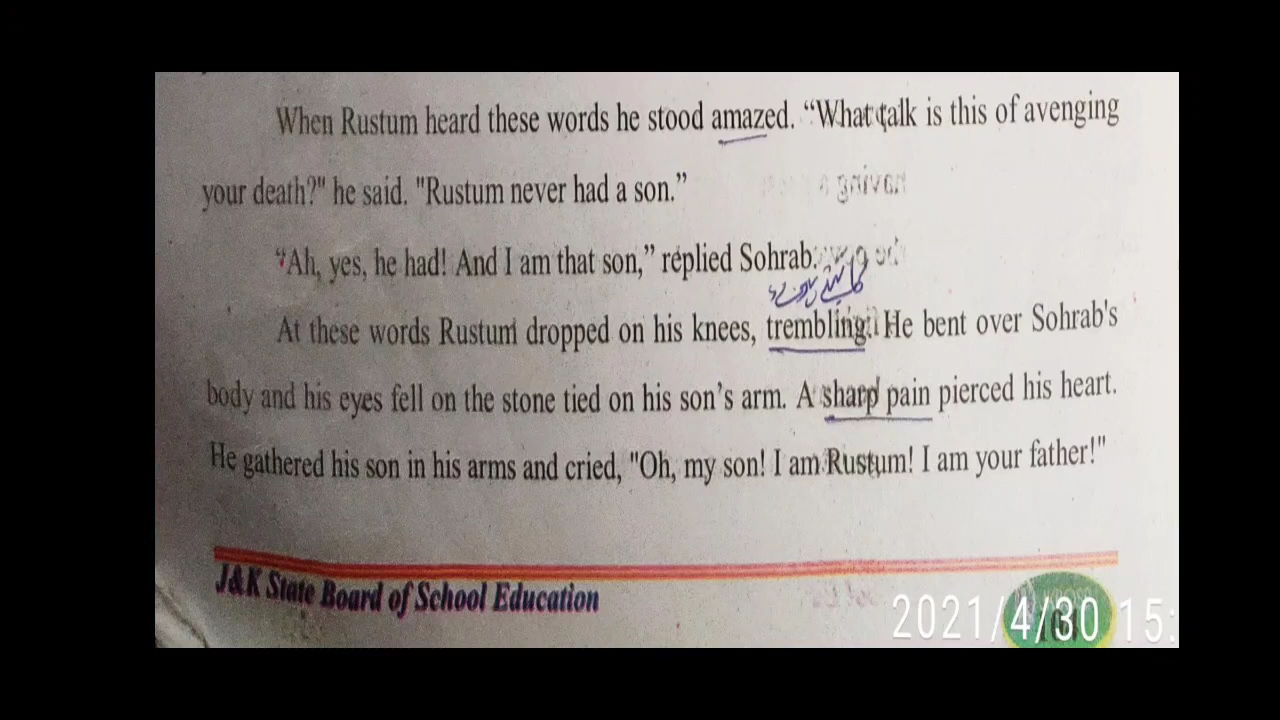 When Rustum heard these words he stood amazed. “What talk is this of avenging
your death?" he said. "Rustum never had a son.”
“Ah, yes, he had! And I am that son,” replied Sohrab.
At these words Rustum dropped on his knees, trembling. He bent over Sohrab's
body and his eyes fell on the stone tied on his son’s arm. A sharp pain pierced his heart.
He gathered his son in his arms and cried, "Oh, my son! I am Rustum! I am your father!"
J&K State Board of School Education
2021/4/30 15: